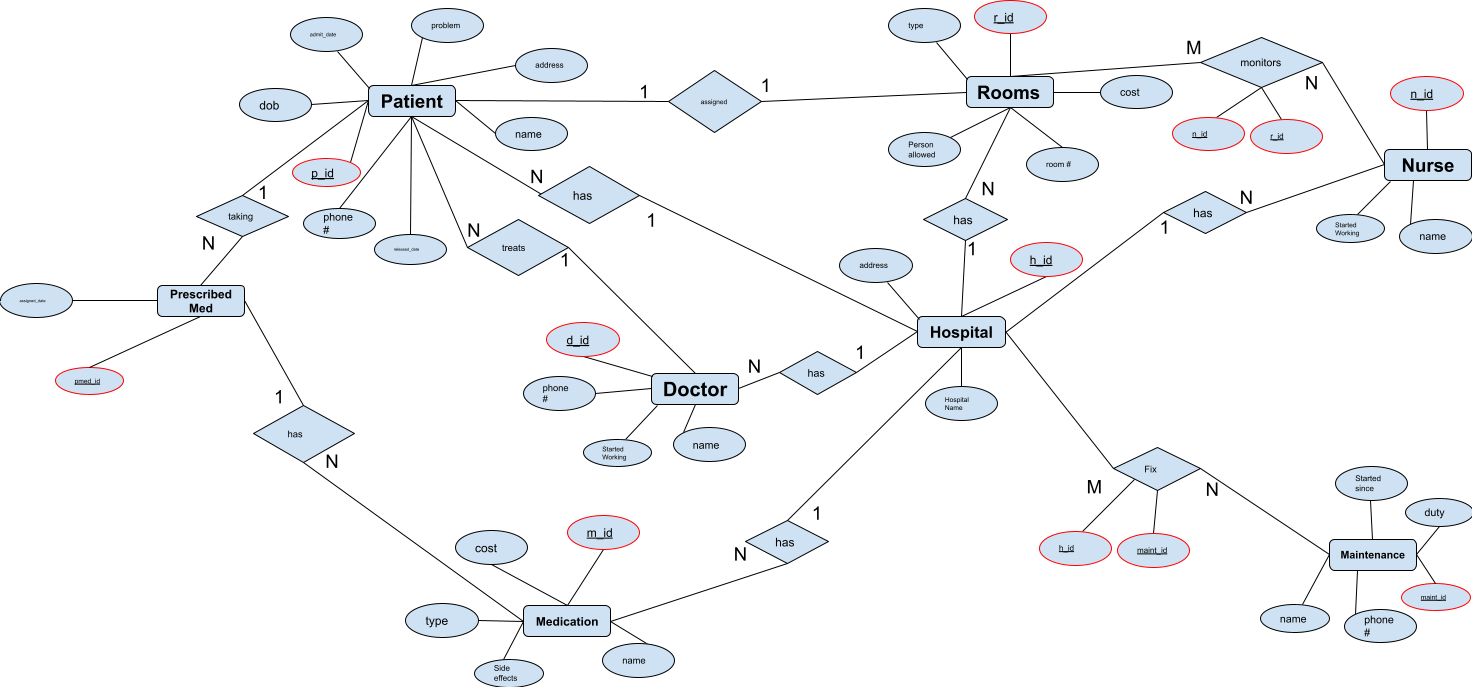 admit_date
problem
address
dob
Patient
name
p_id
phone
#
1
assigned
1
type
r_id
Rooms
cost
Person
allowed
room #
M
monitors
N
n_id
r_id
n_id
Nurse
Started
Working
name
1
taking
N
N
has
1
N
treats
1
N
has
1
1
has
N
address
h_id
Hospital
Hospital
Name
assigned_date
Prescribed
Med
pmed_id
d_id
phone
#
Doctor
Started
Working
name
N
has
1
1
has
N
1
N
has
cost
m_id
type
Medication
Side
effects
name
Fix
M
N
h_id
maint_id
Started
since
duty
Maintenance
maint_id
name
phone
#